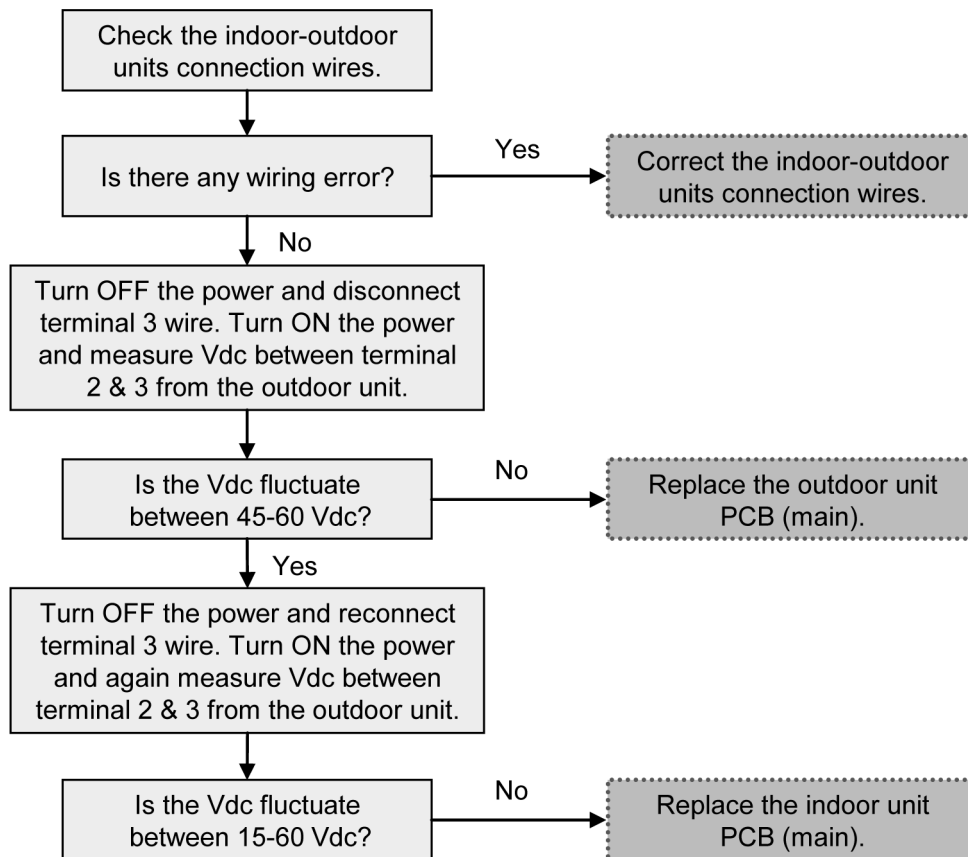 Check the indoor-outdoor
units connection wires.
Is there any wiring error?
Yes
Correct the indoor-outdoor
units connection wires.
No
Turn OFF the power and disconnect
terminal 3 wire. Turn ON the power
and measure Vdc between terminal
2 & 3 from the outdoor unit.
Is the Vdc fluctuate
between 45-60 Vdc?
No
Replace the outdoor unit
PCB (main).
Yes
Turn OFF the power and reconnect
terminal 3 wire. Turn ON the power
and again measure Vdc between
terminal 2 & 3 from the outdoor unit.
Is the Vdc fluctuate
between 15-60 Vdc?
No
Replace the indoor unit
PCB (main).